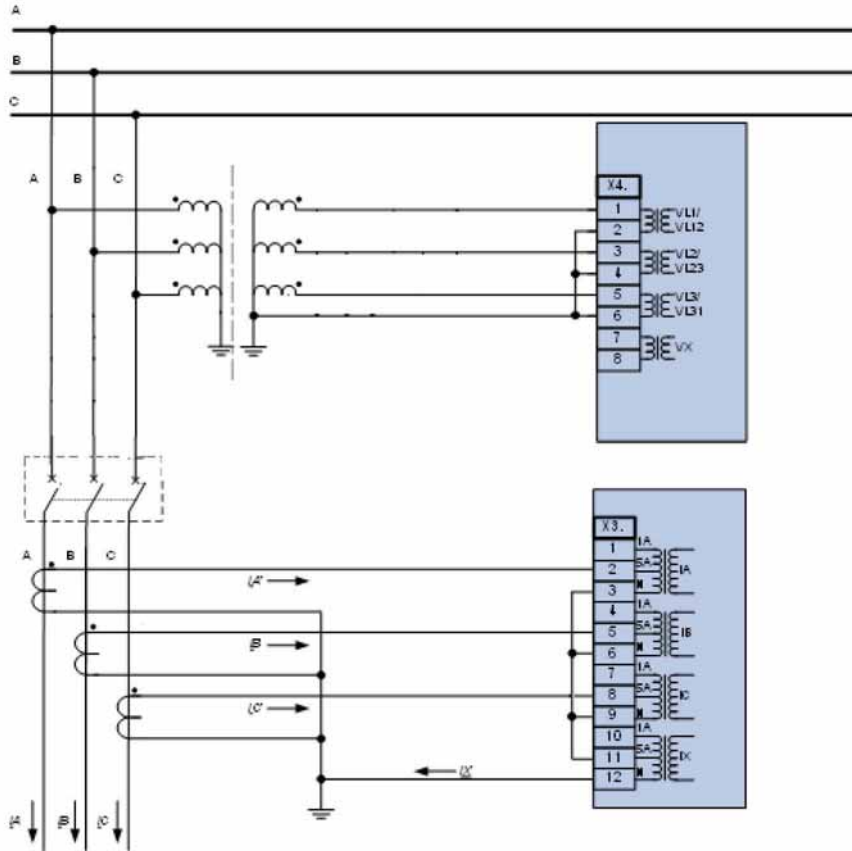 A
B
C
A B C
X4.
1 VL1/
2 VL12
3 VL2/
4 VL23
5 VL3/
6 VL31
7 VX
8
X3.
1 1A
A B C
2 5A IA
IA'
3 N
4 1A
5 5A IB
IB'
6 N
7 1A
8 5A IC
IC'
9 N
10 1A
11 5A IX
IX
12 N
IA IB IC